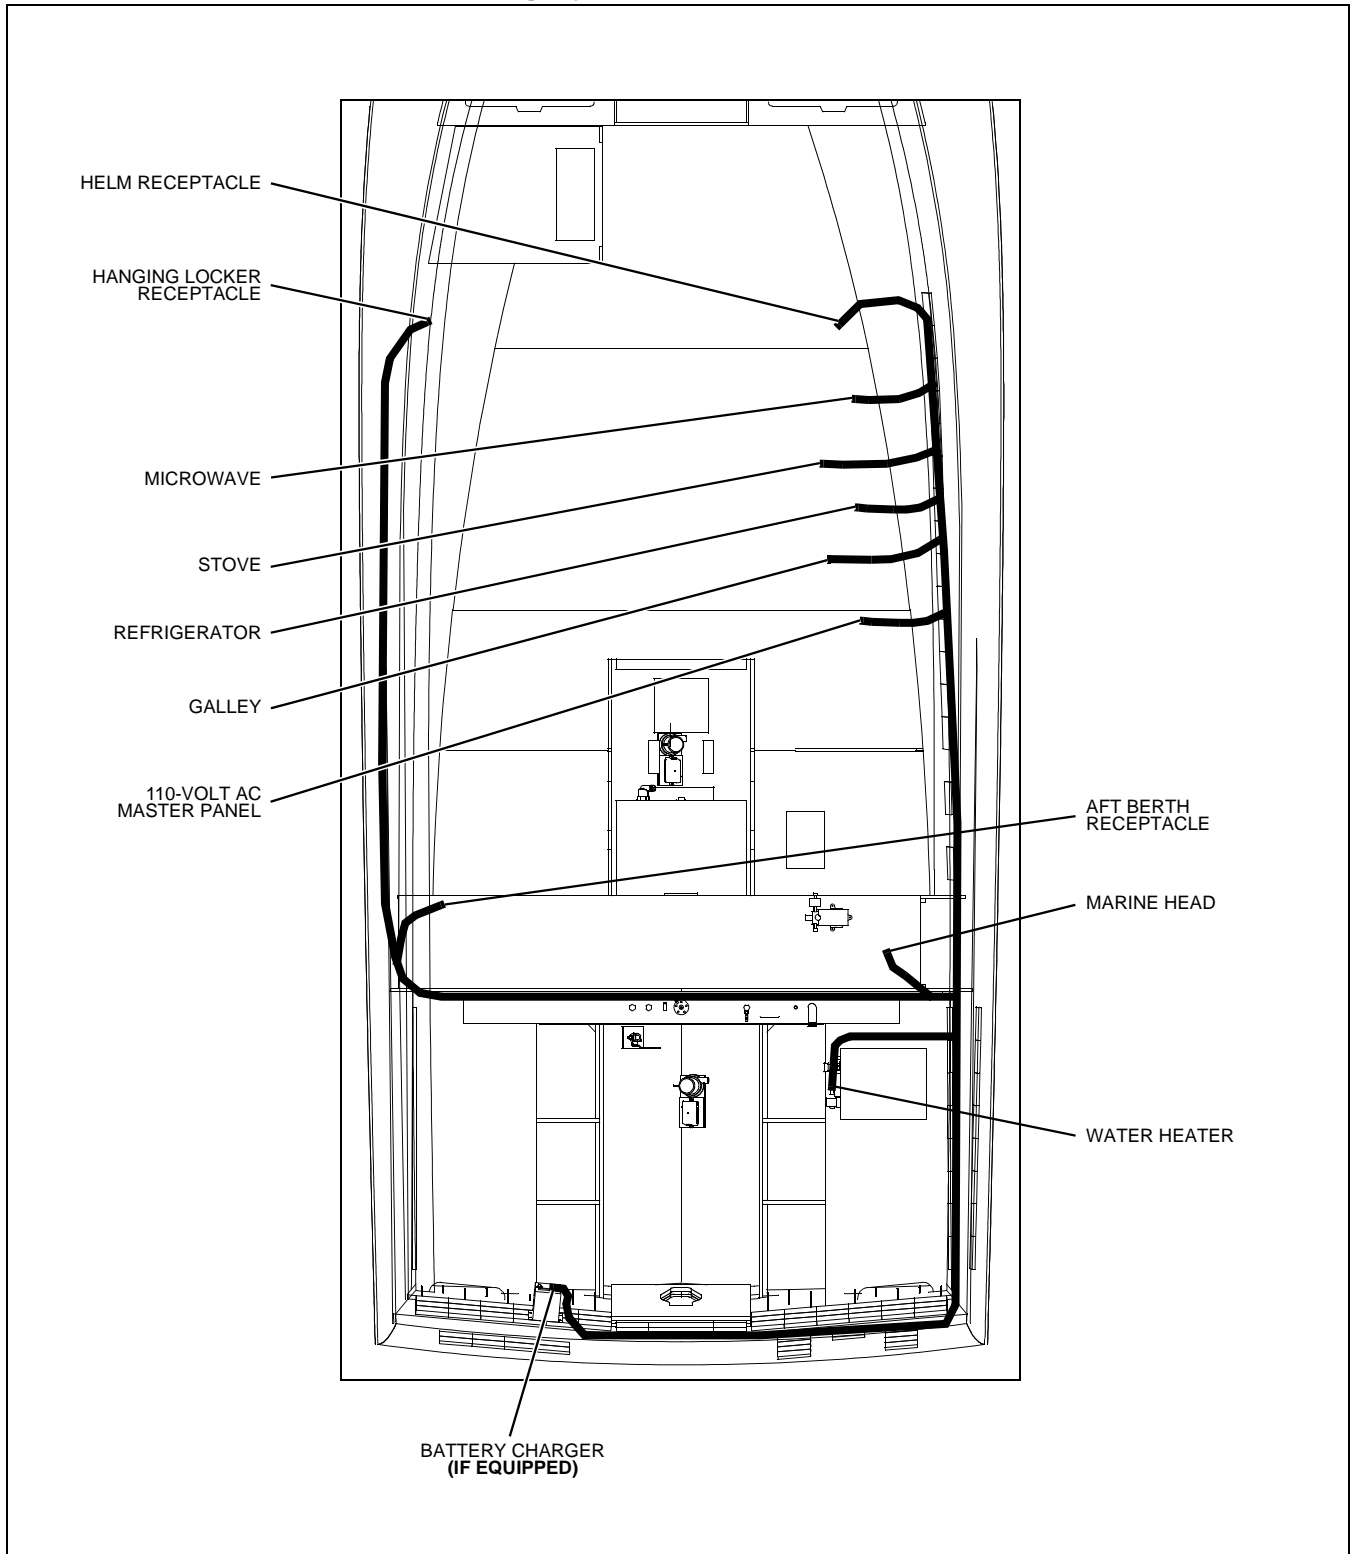 HELM RECEPTACLE
HANGING LOCKER
RECEPTACLE
MICROWAVE
STOVE
REFRIGERATOR
GALLEY
110-VOLT AC
MASTER PANEL
AFT BERTH
RECEPTACLE
MARINE HEAD
WATER HEATER
BATTERY CHARGER
(IF EQUIPPED)